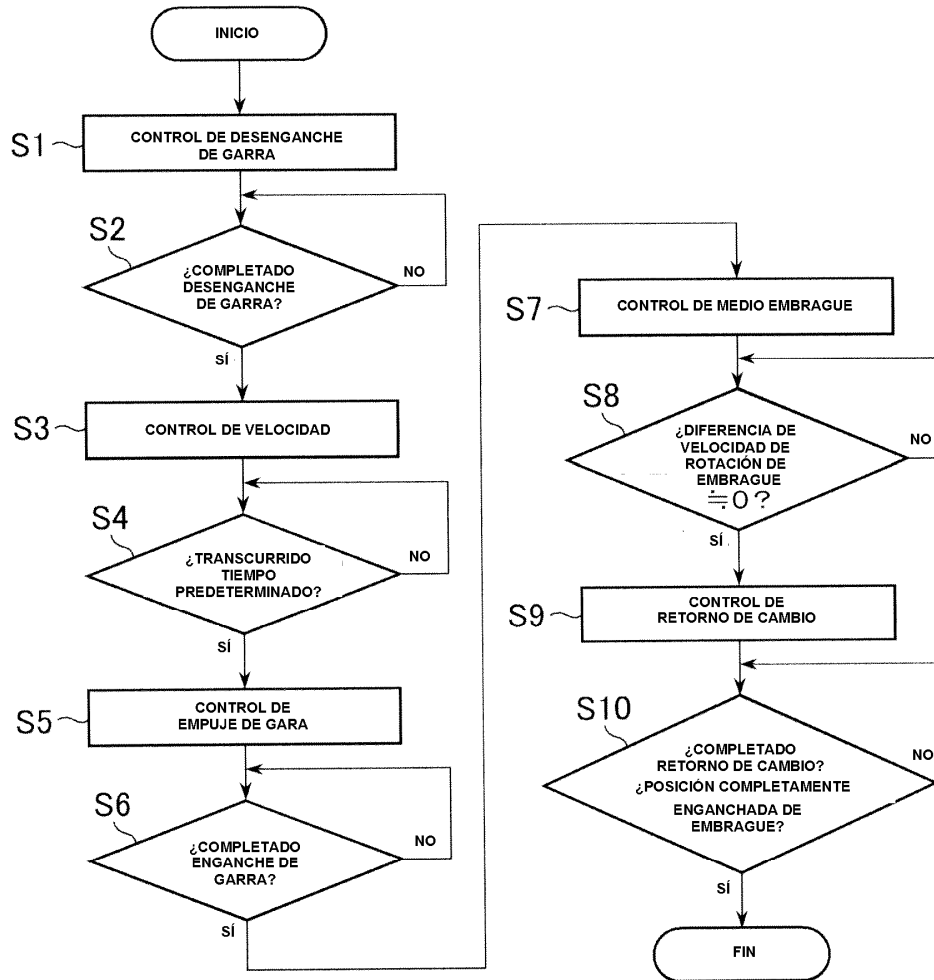 INICIO
S1
CONTROL DE DESENGANCHE
DE GARRA
S2
¿COMPLETADO
DESENGANCHE
DE GARRA?
NO
SÍ
S3
CONTROL DE VELOCIDAD
S4
¿TRANSCURRIDO
TIEMPO
PREDETERMINADO?
NO
SÍ
S5
CONTROL DE
EMPUJE DE GARA
S6
¿COMPLETADO
ENGANCHE DE
GARRA?
NO
SÍ
S7
CONTROL DE MEDIO EMBRAGUE
S8
¿DIFERENCIA DE
VELOCIDAD DE
ROTACIÓN DE
EMBRAGUE
≒0?
NO
SÍ
S9
CONTROL DE
RETORNO DE CAMBIO
S10
¿COMPLETADO
RETORNO DE CAMBIO?
¿POSICIÓN COMPLETAMENTE
ENGANCHADA DE
EMBRAGUE?
NO
SÍ
FIN